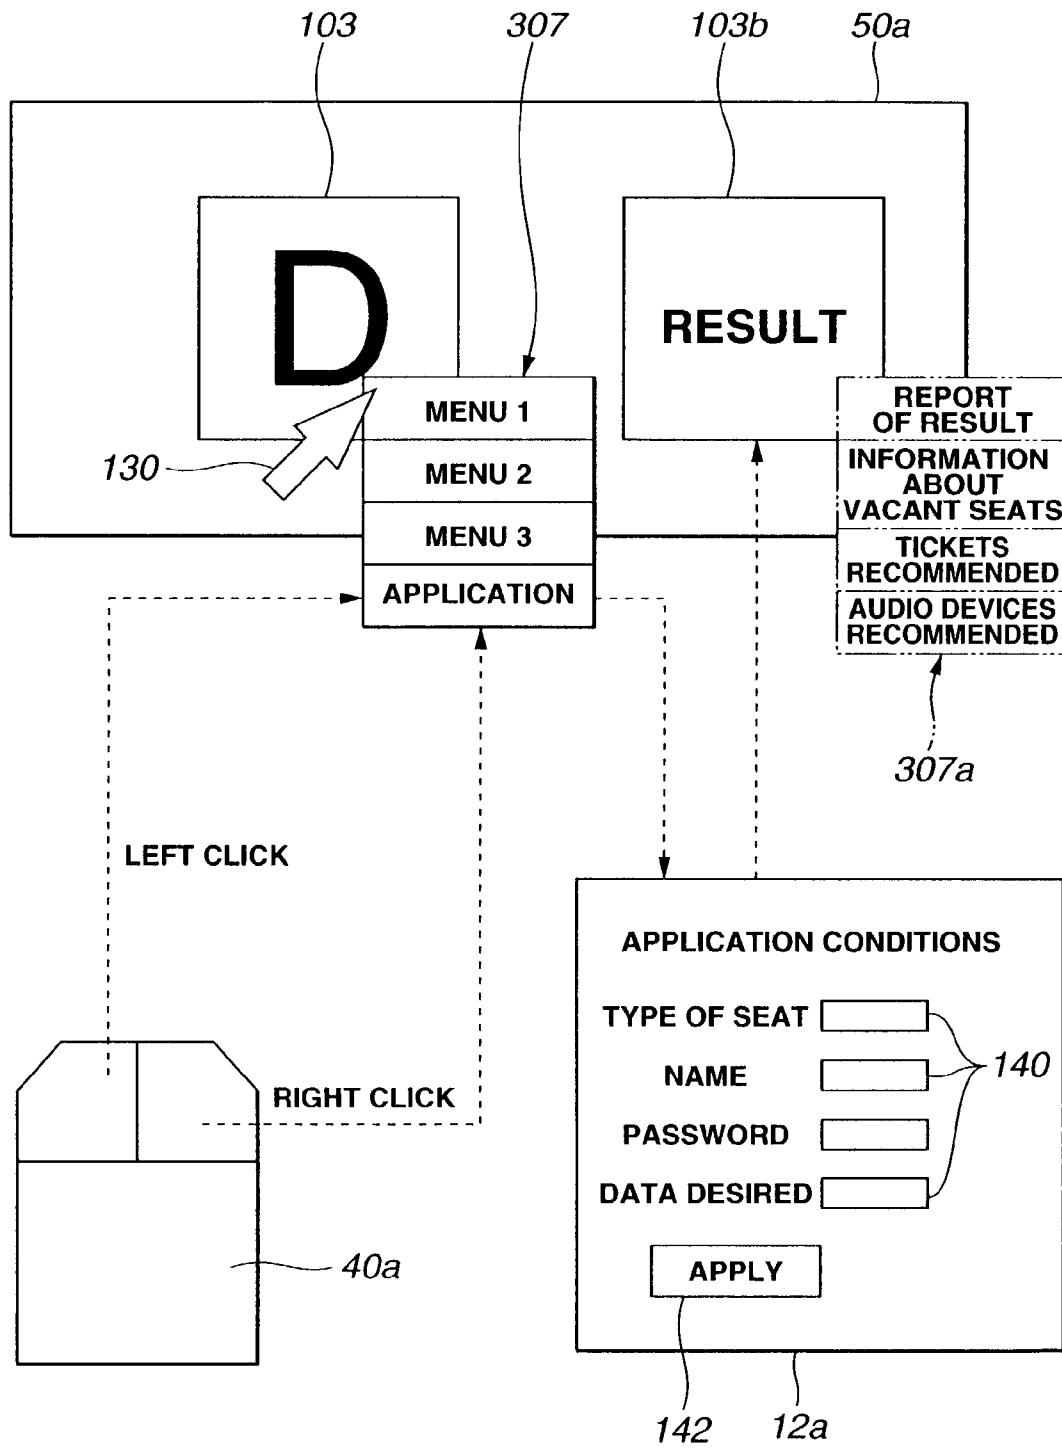 103
307
103b
50a
D
RESULT
MENU 1
MENU 2
MENU 3
APPLICATION
130
REPORT
OF RESULT
INFORMATION
ABOUT
VACANT SEATS
TICKETS
RECOMMENDED
AUDIO DEVICES
RECOMMENDED
307a
LEFT CLICK
RIGHT CLICK
40a
APPLICATION CONDITIONS
TYPE OF SEAT
NAME
PASSWORD
DATA DESIRED
140
APPLY
142
12a